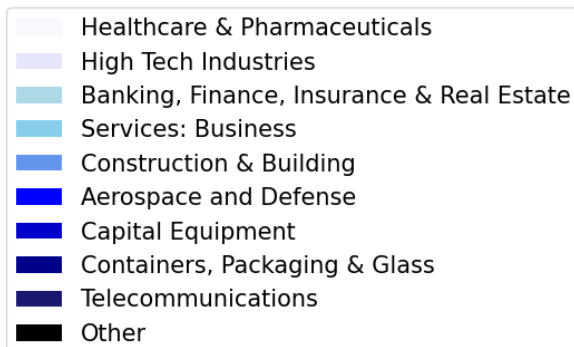 Healthcare & Pharmaceuticals
High Tech Industries
Banking, Finance, Insurance & Real Estate
Services: Business
Construction & Building
Aerospace and Defense
Capital Equipment
Containers, Packaging & Glass
Telecommunications
Other